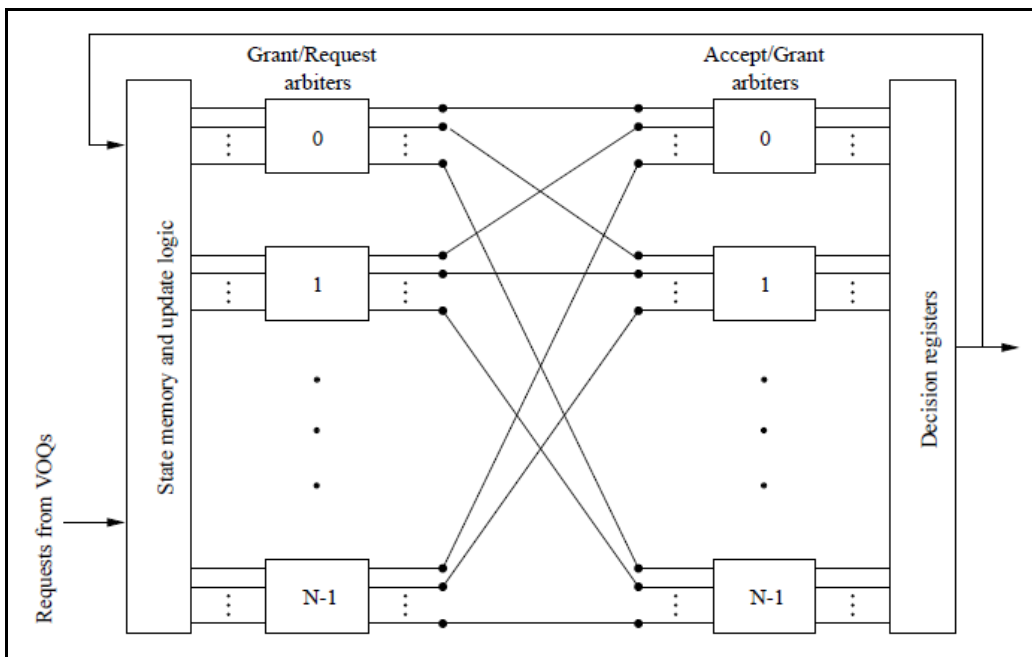 Grant/Request
arbiters
Accept/Grant
arbiters
0
0
1
1
N-1
N-1
State memory and update logic
Requests from VOQs
Decision registers